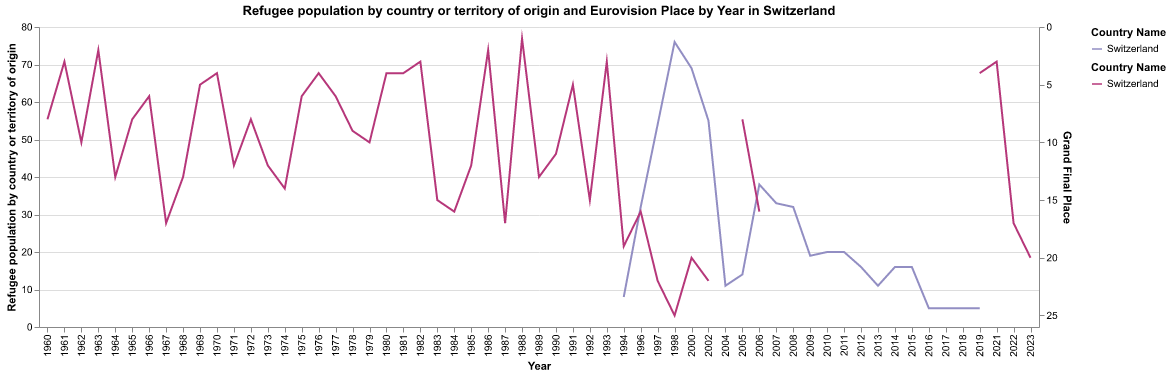 Refugee population by country or territory of origin and Eurovision Place by Year in Switzerland
Refugee population by country or territory of origin
80
70
60
50
40
30
20
10
0
0
5
10
15
20
25
Grand Final Place
1960 1961 1962 1963 1964 1965 1966 1967 1968 1969 1970 1971 1972 1973 1974 1975 1976 1977 1978 1979 1980 1981 1982 1983 1984 1985 1986 1987 1988 1989 1990 1991 1992 1993 1994 1996 1997 1998 2000 2002 2004 2005 2006 2007 2008 2009 2010 2011 2012 2013 2014 2015 2016 2017 2018 2019 2021 2022 2023
Year
Country Name
Switzerland
Country Name
Switzerland